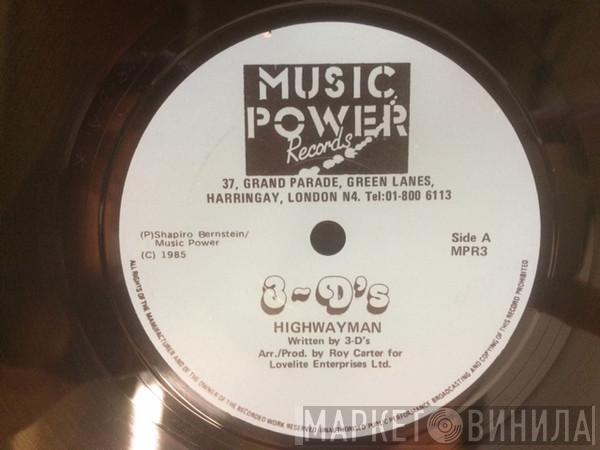 MUSIC
POWER
Records
37, GRAND PARADE, GREEN LANES,
HARRINGAY, LONDON N4. Tel:01-800 6113
(P)Shapiro Bernstein/
Music Power
(C) 1985
Side A
MPR3
3-D's
HIGHWAYMAN
Written by 3-D's
Arr./Prod. by Roy Carter for
Lovelite Enterprises Ltd.
ALL RIGHTS OF THE MANUFACTURER AND OF THE OWNER OF THE RECORDED WORK RESERVED/UNAUTHORISED PUBLIC PERFORMANCE BROADCASTING AND COPYING OF THIS RECORD PROHIBITED
МАРКЕТ ВИНИЛА